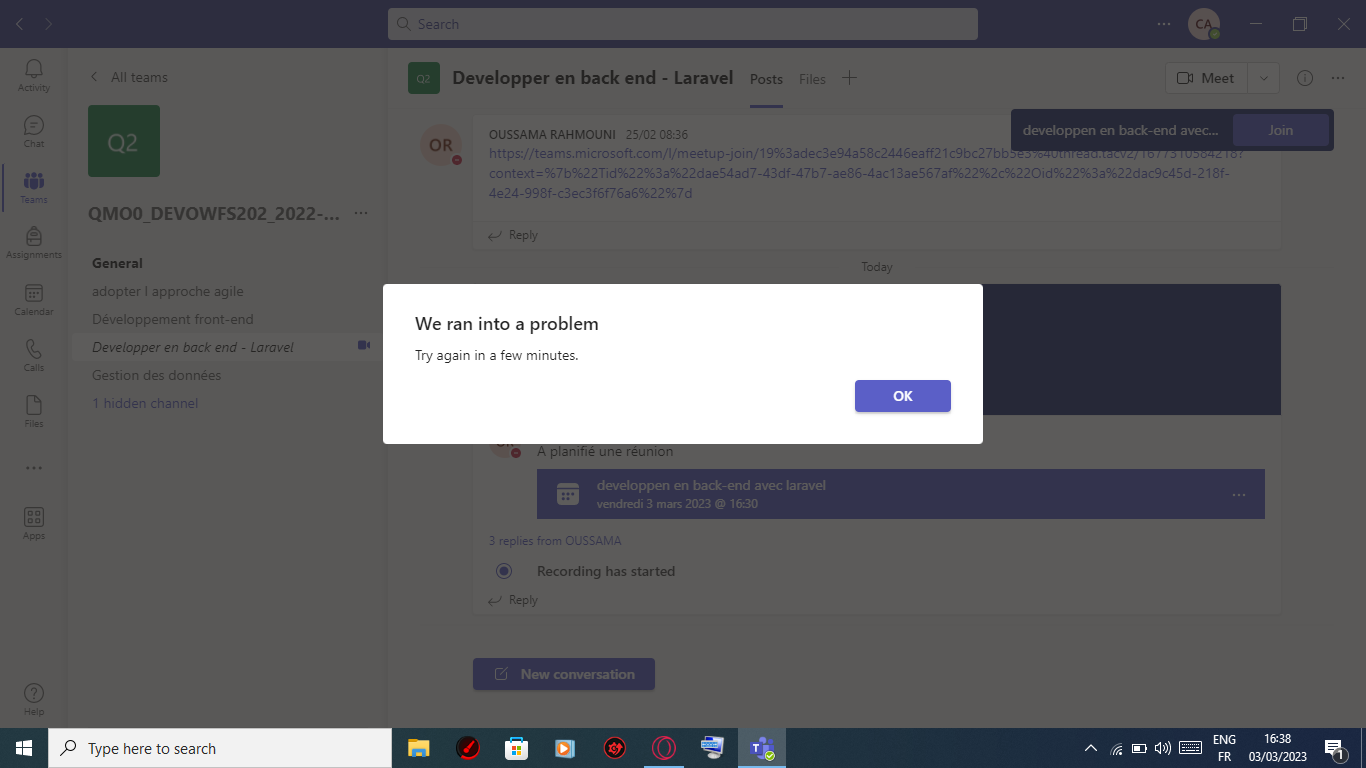 Search
CA
Activity
Chat
Teams
Assignments
Calendar
Calls
Files
Apps
Help
All teams
Q2
QMO0_DEVOWFS202_2022-...
General
adopter l approche agile
Développement front-end
Developper en back end - Laravel
Gestion des données
1 hidden channel
Q2 Developper en back end - Laravel Posts Files
Meet
developpen en back-end avec... Join
OR OUSSAMA RAHMOUNI 25/02 08:36
https://teams.microsoft.com/l/meetup-join/19%3adec3e94a58c2446eaff21c9bc27bb5e3%40thread.tacv2/1677310584218?
context=%7b%22Tid%22%3a%22dae54ad7-43df-47b7-ae86-4ac13ae567af%22%2c%22Oid%22%3a%22dac9c45d-218f-
4e24-998f-c3ec3f6f76a6%22%7d
Reply
Today
We ran into a problem
Try again in a few minutes.
OK
A planifié une réunion
developpen en back-end avec laravel
vendredi 3 mars 2023 @ 16:30
3 replies from OUSSAMA
Recording has started
Reply
New conversation
Type here to search
ENG
FR
16:38
03/03/2023
1